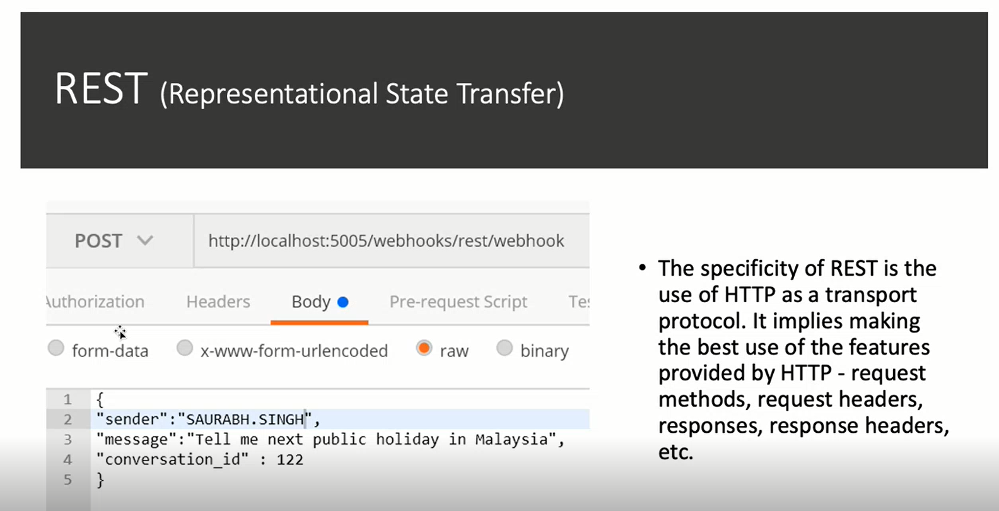 REST (Representational State Transfer)
POST
http://localhost:5005/webhooks/rest/webhook
Authorization Headers Body Pre-request Script Tes
form-data x-www-form-urlencoded raw binary
1 {
2 "sender":"SAURABH.SINGH",
3 "message":"Tell me next public holiday in Malaysia",
4 "conversation_id" : 122
5 }
• The specificity of REST is the
use of HTTP as a transport
protocol. It implies making
the best use of the features
provided by HTTP - request
methods, request headers,
responses, response headers,
etc.